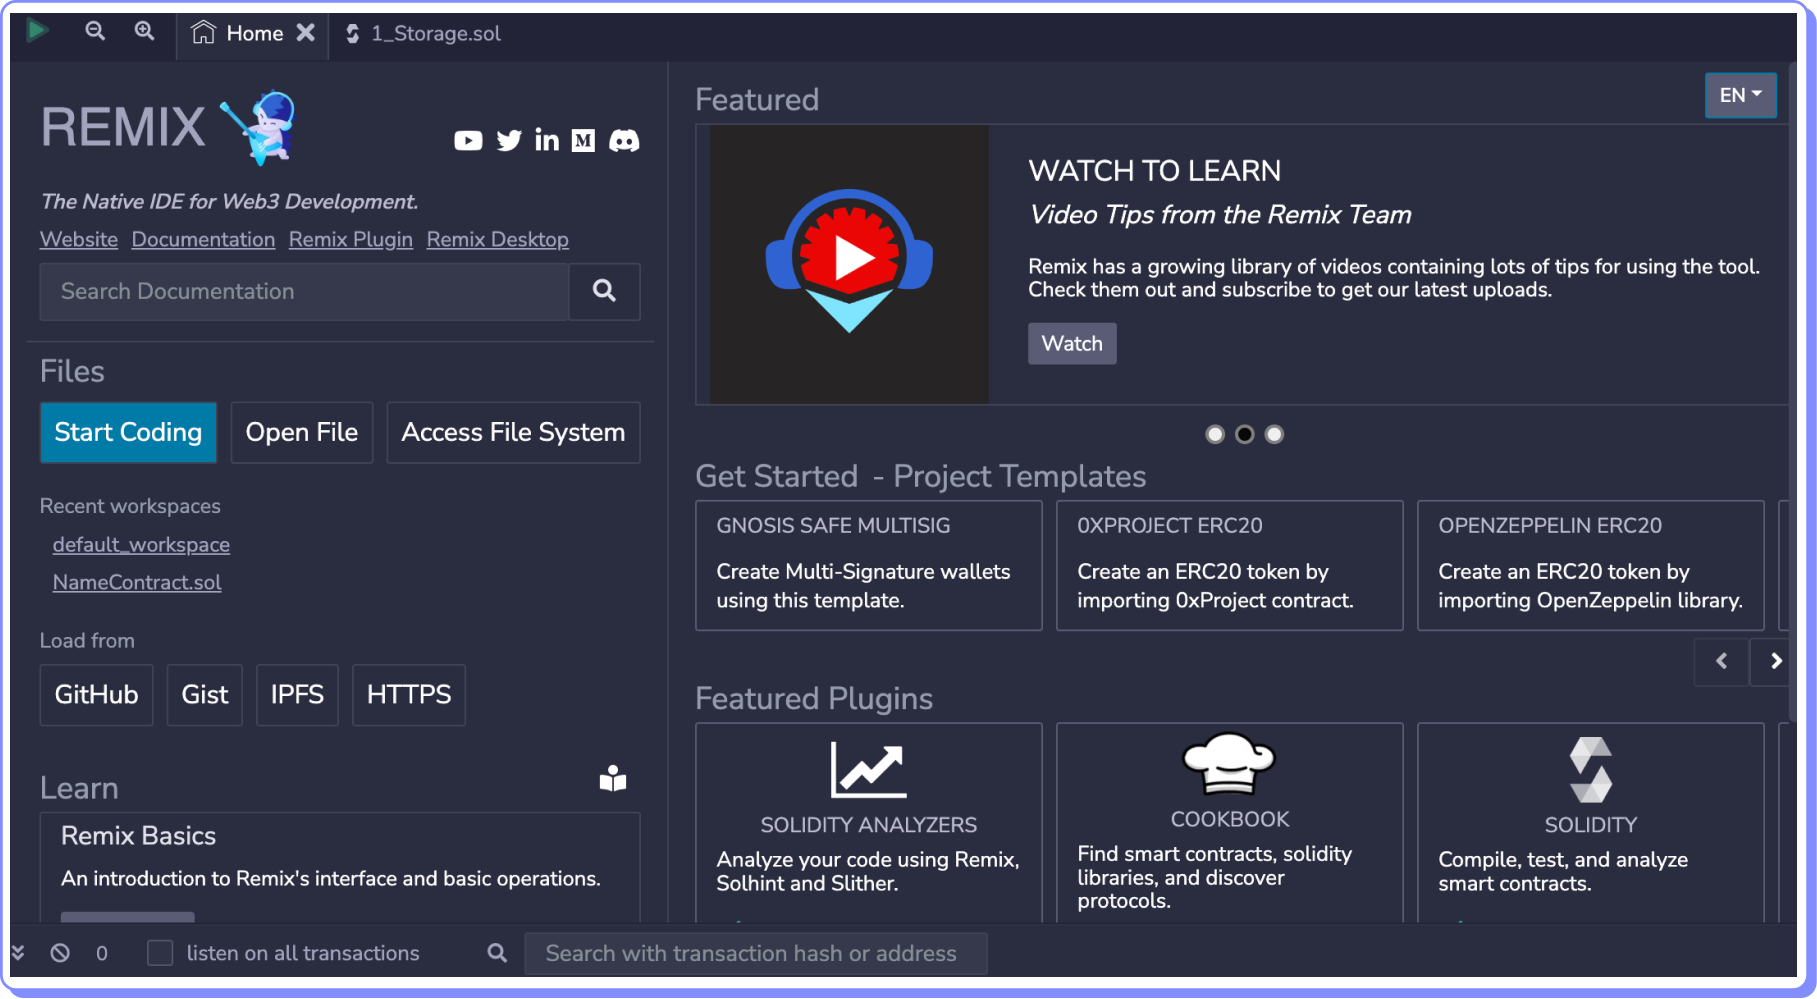 Home
1_Storage.sol
REMIX
The Native IDE for Web3 Development.
Website Documentation Remix Plugin Remix Desktop
Search Documentation
Files
Start Coding
Open File
Access File System
Recent workspaces
default_workspace
NameContract.sol
Load from
GitHub
Gist
IPFS
HTTPS
Learn
Remix Basics
An introduction to Remix's interface and basic operations.
Featured
EN
WATCH TO LEARN
Video Tips from the Remix Team
Remix has a growing library of videos containing lots of tips for using the tool.
Check them out and subscribe to get our latest uploads.
Watch
Get Started - Project Templates
GNOSIS SAFE MULTISIG
Create Multi-Signature wallets
using this template.
0XPROJECT ERC20
Create an ERC20 token by
importing 0xProject contract.
OPENZEPPELIN ERC20
Create an ERC20 token by
importing OpenZeppelin library.
Featured Plugins
SOLIDITY ANALYZERS
Analyze your code using Remix,
Solhint and Slither.
COOKBOOK
Find smart contracts, solidity
libraries, and discover
protocols.
SOLIDITY
Compile, test, and analyze
smart contracts.
0
listen on all transactions
Search with transaction hash or address